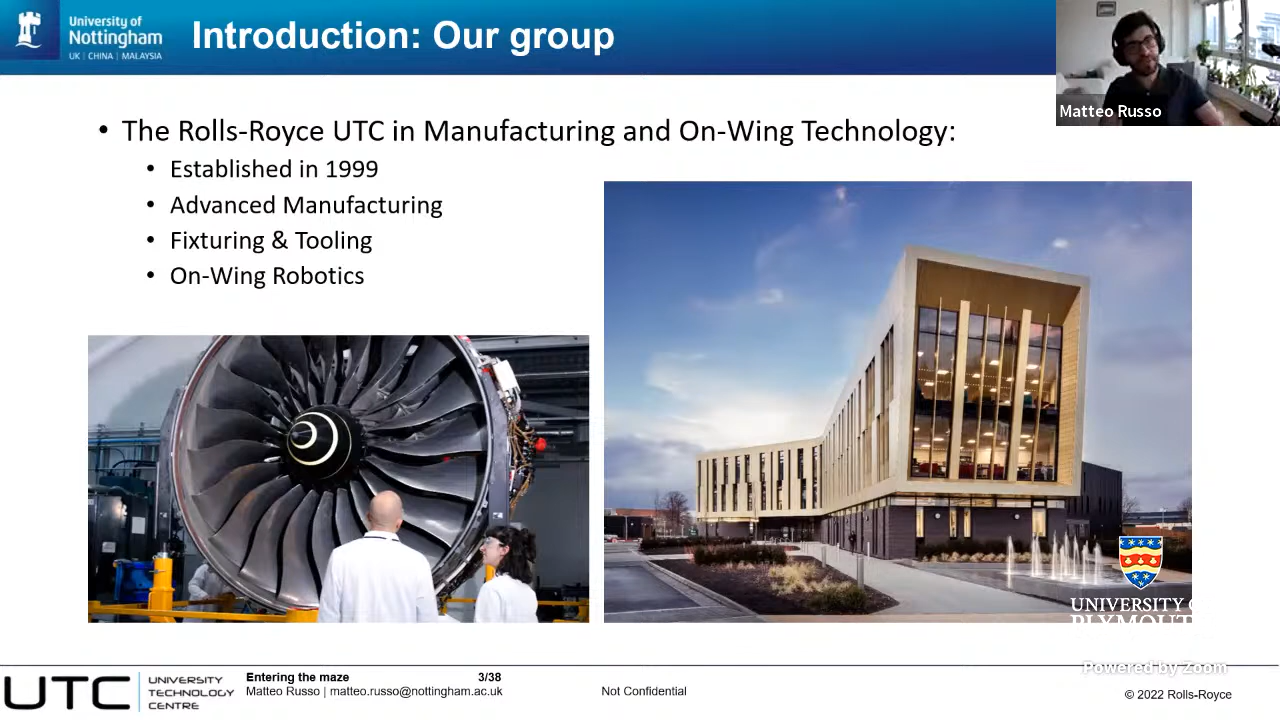 University of
Nottingham
UK | CHINA | MALAYSIA
Introduction: Our group
Matteo Russo
• The Rolls-Royce UTC in Manufacturing and On-Wing Technology:
• Established in 1999
• Advanced Manufacturing
• Fixturing & Tooling
• On-Wing Robotics
UNIVERSITY
PLYMOUTH
Powered by Zoom
UTC
UNIVERSITY
TECHNOLOGY
CENTRE
Entering the maze 3/38
Matteo Russo | matteo.russo@nottingham.ac.uk
Not Confidential
© 2022 Rolls-Royce